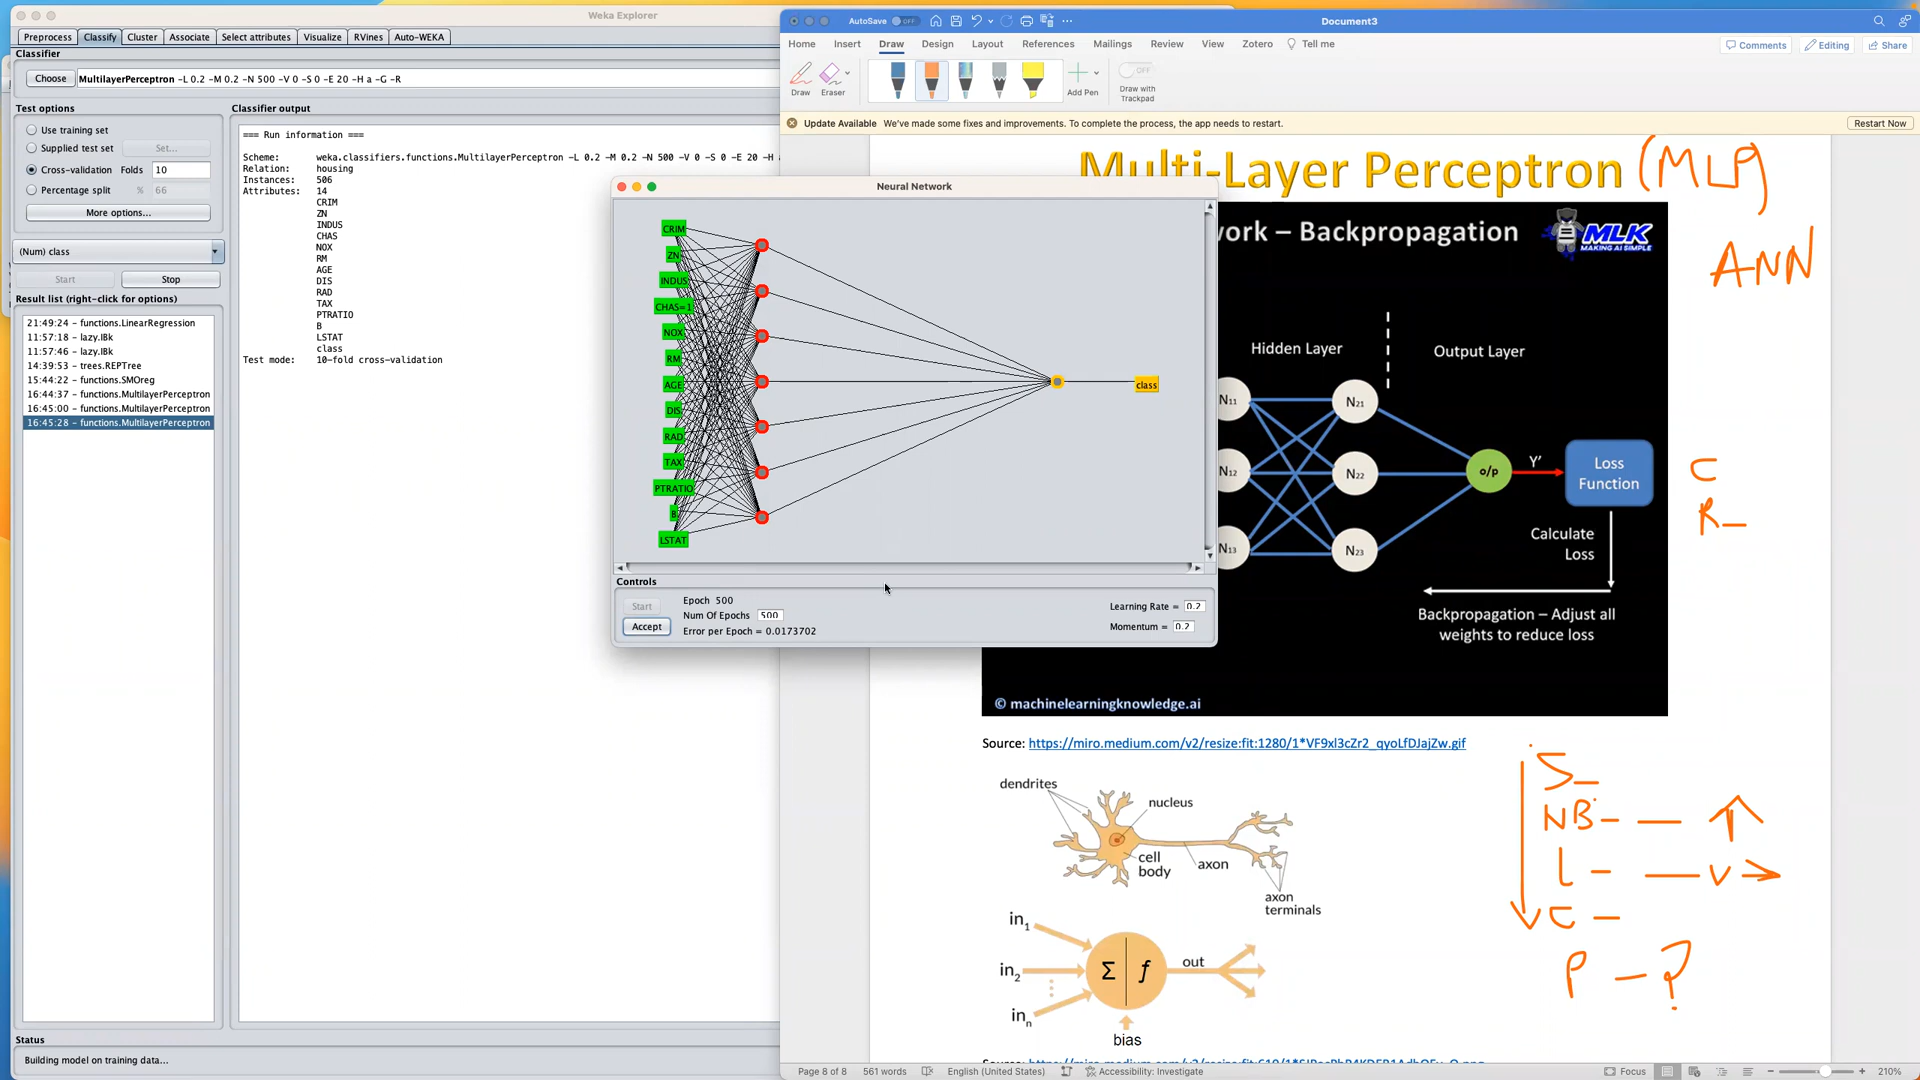 Weka Explorer
Preprocess Classify Cluster Associate Select attributes Visualize RVines Auto-WEKA
Classifier
Choose MultilayerPerceptron -L 0.2 -M 0.2 -N 500 -V 0 -S 0 -E 20 -H a -G -R
Test options
Use training set
Supplied test set Set...
Cross-validation Folds 10
Percentage split % 66
More options...
(Num) class
Start Stop
Result list (right-click for options)
21:49:24 - functions.LinearRegression
11:57:18 - lazy.IBk
11:57:46 - lazy.IBk
14:39:53 - trees.REPTree
15:44:22 - functions.SMOreg
16:44:37 - functions.MultilayerPerceptron
16:45:00 - functions.MultilayerPerceptron
16:45:28 - functions.MultilayerPerceptron
Classifier output
=== Run information ===
Scheme: weka.classifiers.functions.MultilayerPerceptron -L 0.2 -M 0.2 -N 500 -V 0 -S 0 -E 20 -H
Relation: housing
Instances: 506
Attributes: 14
CRIM
ZN
INDUS
CHAS
NOX
RM
AGE
DIS
RAD
TAX
PTRATIO
B
LSTAT
class
Test mode: 10-fold cross-validation
Status
Building model on training data...
Neural Network
CRIM
ZN
INDUS
CHAS=1
NOX
RM
AGE
DIS
RAD
TAX
PTRATIO
B
LSTAT
class
Controls
Start
Accept
Epoch 500
Num Of Epochs 500
Error per Epoch = 0.0173702
Learning Rate = 0.2
Momentum = 0.2
AutoSave OFF
Document3
Home Insert Draw Design Layout References Mailings Review View Zotero Tell me
Comments Editing Share
Draw Eraser Add Pen OFF Draw with Trackpad
Update Available We've made some fixes and improvements. To complete the process, the app needs to restart. Restart Now
Multi-Layer Perceptron (MLP)
ANN
work – Backpropagation
MLK
MAKING AI SIMPLE
Hidden Layer
Output Layer
N11
N12
N13
N21
N22
N23
o/p
Y'
Loss Function
Calculate Loss
Backpropagation – Adjust all weights to reduce loss
© machinelearningknowledge.ai
C
R
Source: https://miro.medium.com/v2/resize:fit:1280/1*VF9xl3cZr2_qyoLfDJajZw.gif
dendrites
nucleus
cell body
axon
axon terminals
in1
in2
inn
Σ f
out
bias
S
NB
L
P - ?
Page 8 of 8 561 words English (United States) Accessibility: Investigate
Focus 210%